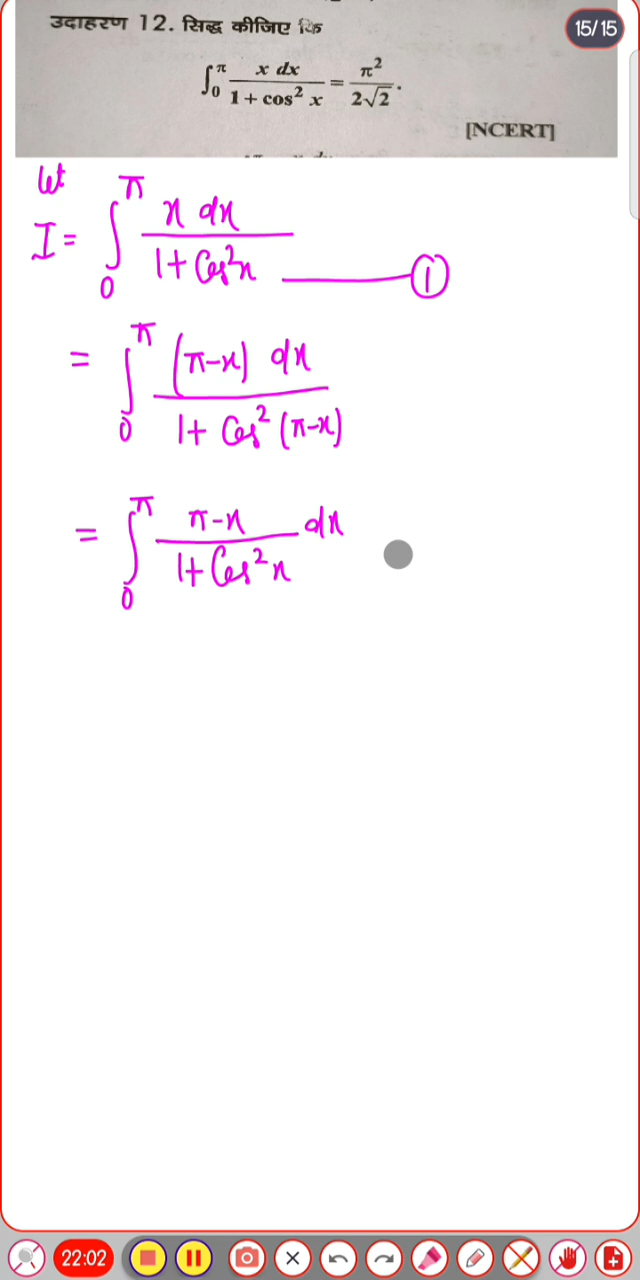 उदाहरण 12. सिद्ध कीजिए कि
15/15
∫₀^π x dx / (1 + cos² x) = π² / (2√2).
[NCERT]
Let
I = ∫₀^π x dx / (1 + Cos²x) ——— ①
= ∫₀^π (π-x) dx / (1 + Cos² (π-x))
= ∫₀^π (π-x) / (1 + Cos²x) dx
22:02